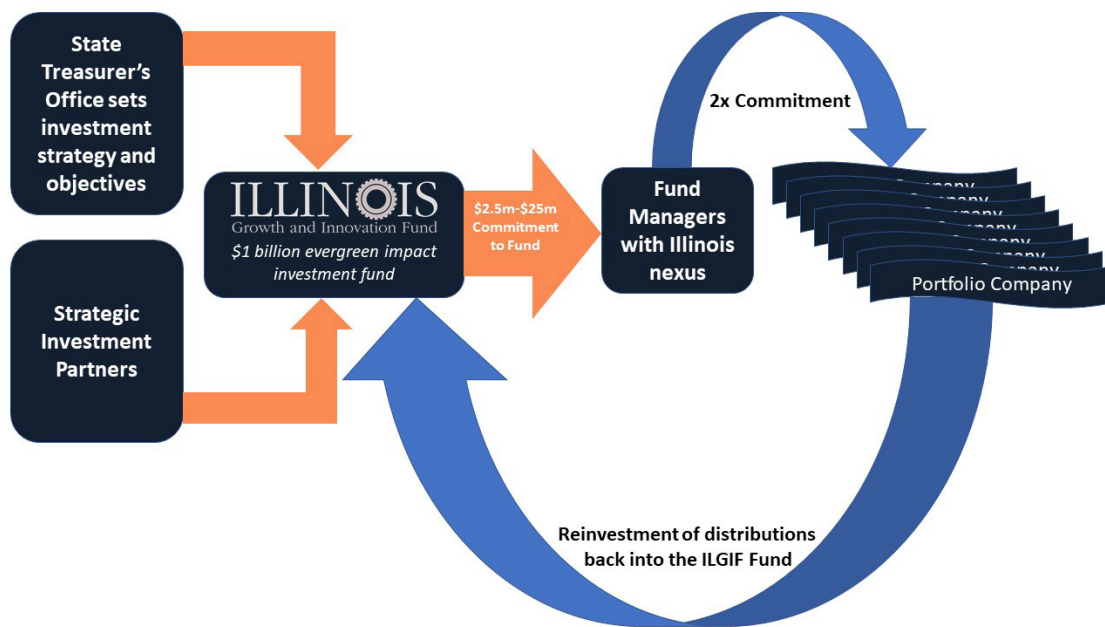 State
Treasurer's
Office sets
investment
strategy and
objectives
ILLINOIS
Growth and Innovation Fund
$1 billion evergreen impact
investment fund
$2.5m-$25m
Commitment
to Fund
Strategic
Investment
Partners
2x Commitment
Fund
Managers
with Illinois
nexus
Portfolio Company
Reinvestment of distributions
back into the ILGIF Fund